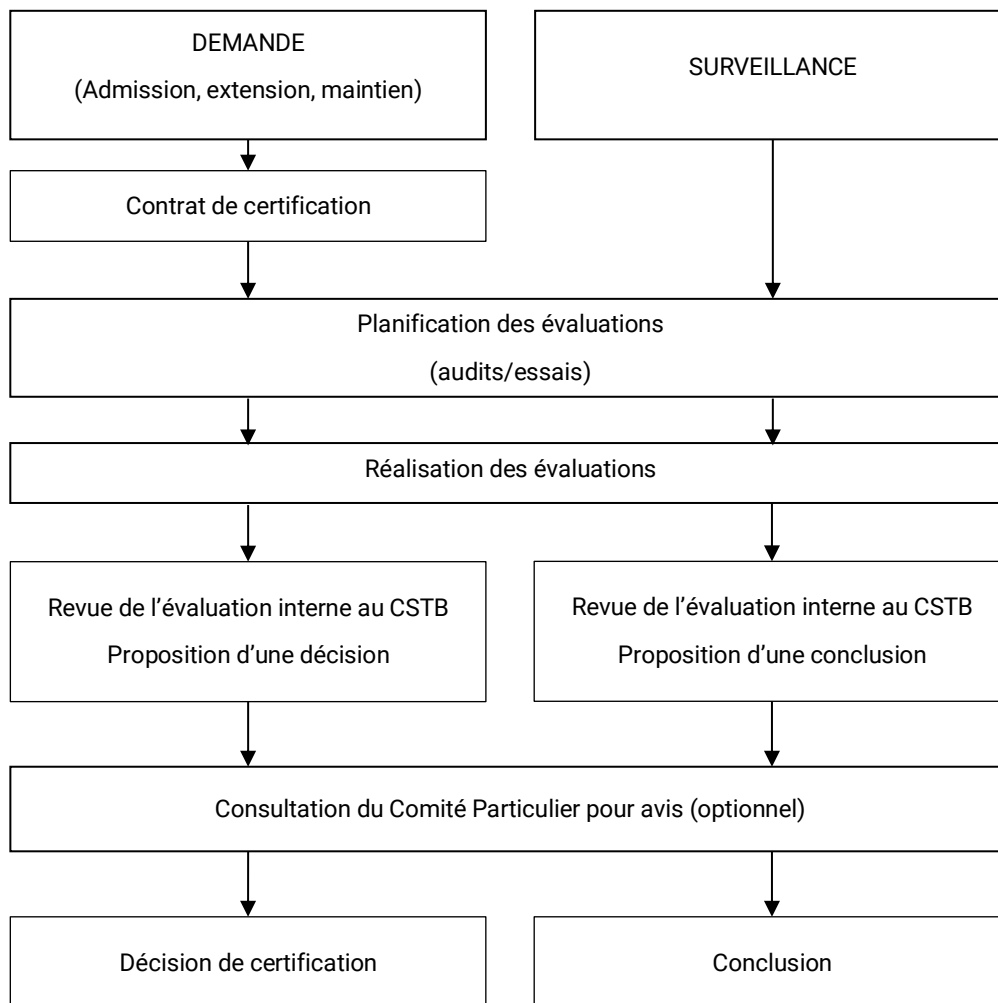 DEMANDE
(Admission, extension, maintien)
SURVEILLANCE
Contrat de certification
Planification des évaluations
(audits/essais)
Réalisation des évaluations
Revue de l’évaluation interne au CSTB
Proposition d’une décision
Revue de l’évaluation interne au CSTB
Proposition d’une conclusion
Consultation du Comité Particulier pour avis (optionnel)
Décision de certification
Conclusion